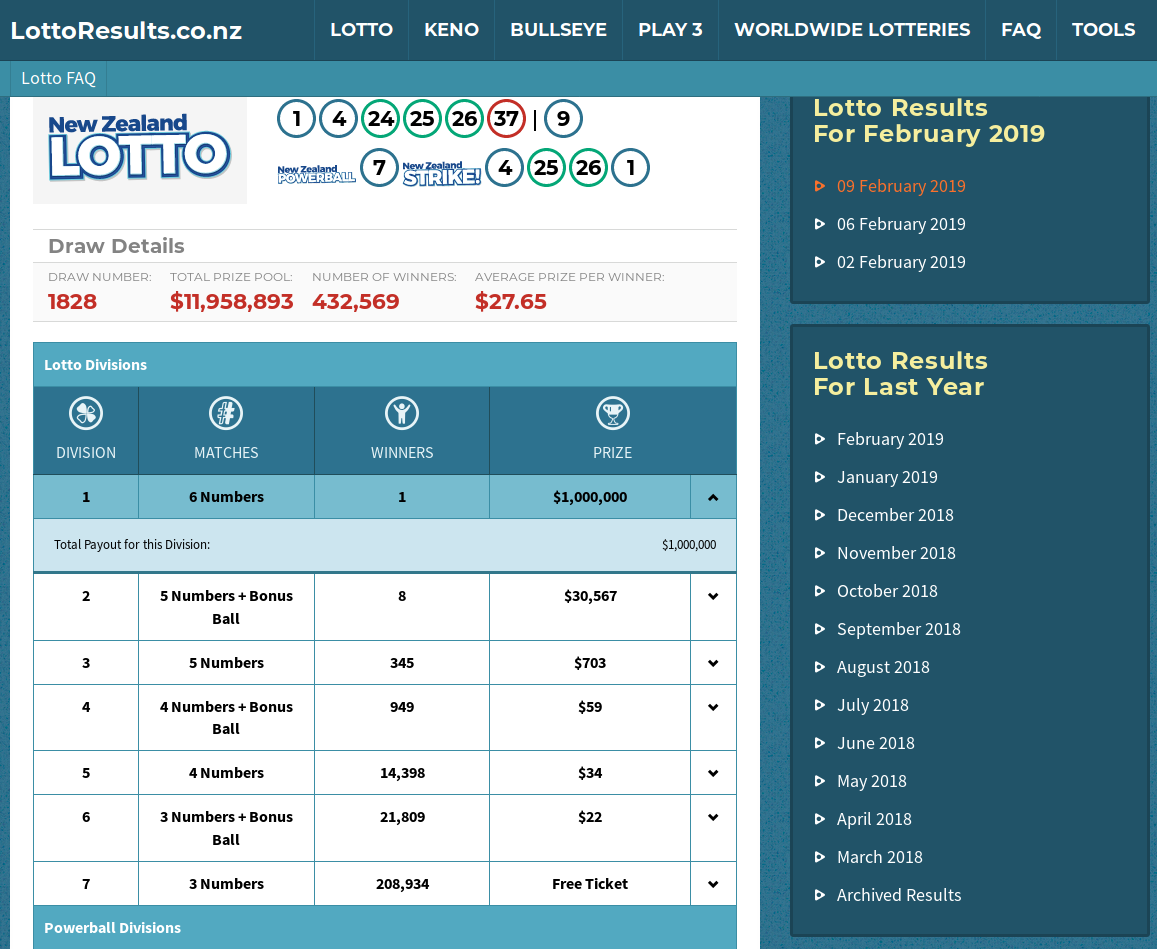 LottoResults.co.nz
LOTTO
KENO
BULLSEYE
PLAY 3
WORLDWIDE LOTTERIES
FAQ
TOOLS
Lotto FAQ
New Zealand
LOTTO
1 4 24 25 26 37 | 9
New Zealand
POWERBALL
7
New Zealand
STRIKE!
4 25 26 1
Draw Details
DRAW NUMBER: TOTAL PRIZE POOL: NUMBER OF WINNERS: AVERAGE PRIZE PER WINNER:
1828 $11,958,893 432,569 $27.65
Lotto Divisions
DIVISION MATCHES WINNERS PRIZE
1 6 Numbers 1 $1,000,000
Total Payout for this Division: $1,000,000
2 5 Numbers + Bonus 8 $30,567
Ball
3 5 Numbers 345 $703
4 4 Numbers + Bonus 949 $59
Ball
5 4 Numbers 14,398 $34
6 3 Numbers + Bonus 21,809 $22
Ball
7 3 Numbers 208,934 Free Ticket
Powerball Divisions
Lotto Results
For February 2019
09 February 2019
06 February 2019
02 February 2019
Lotto Results
For Last Year
February 2019
January 2019
December 2018
November 2018
October 2018
September 2018
August 2018
July 2018
June 2018
May 2018
April 2018
March 2018
Archived Results